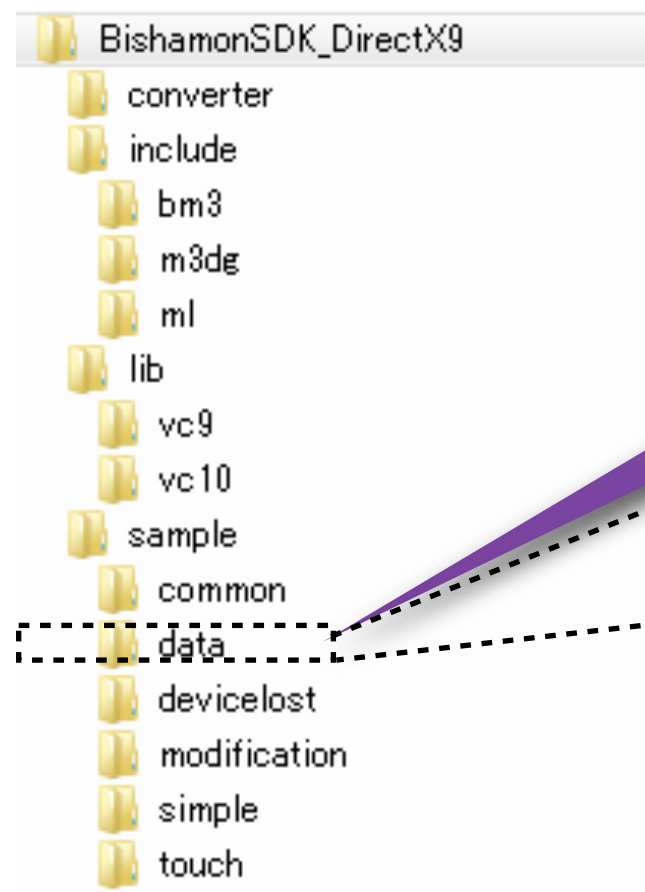 BishamonSDK_DirectX9
converter
include
bm3
m3dg
ml
lib
vc9
vc10
sample
common
data
devicelost
modification
simple
touch